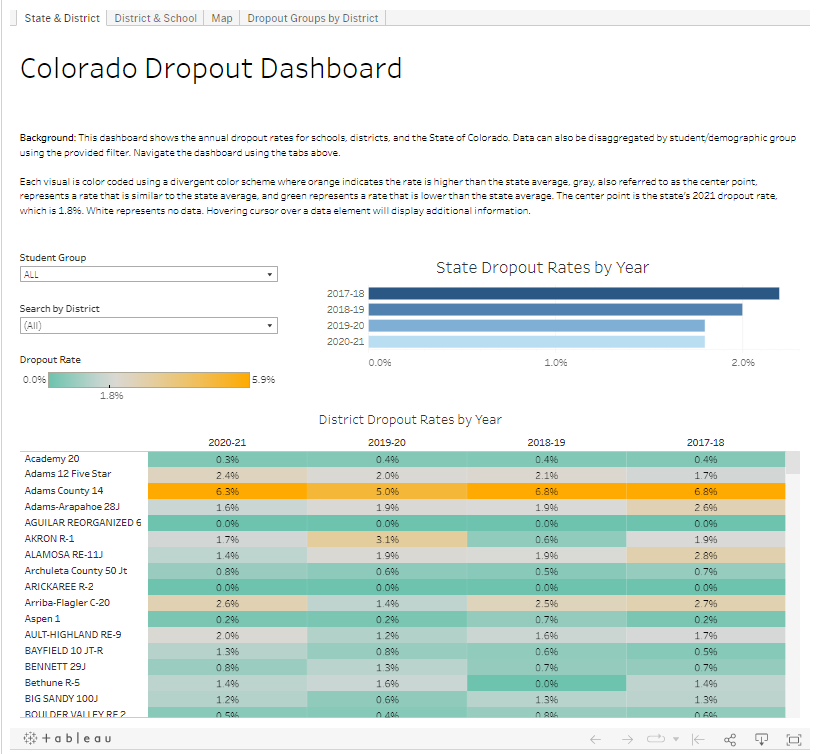 State & District District & School Map Dropout Groups by District
Colorado Dropout Dashboard
Background: This dashboard shows the annual dropout rates for schools, districts, and the State of Colorado. Data can also be disaggregated by student/demographic group
using the provided filter. Navigate the dashboard using the tabs above.
Each visual is color coded using a divergent color scheme where orange indicates the rate is higher than the state average, gray, also referred to as the center point,
represents a rate that is similar to the state average, and green represents a rate that is lower than the state average. The center point is the state's 2021 dropout rate,
which is 1.8%. White represents no data. Hovering cursor over a data element will display additional information.
Student Group
ALL
Search by District
(All)
Dropout Rate
0.0% 5.9%
1.8%
State Dropout Rates by Year
2017-18
2018-19
2019-20
2020-21
0.0% 1.0% 2.0%
District Dropout Rates by Year
2020-21 2019-20 2018-19 2017-18
Academy 20 0.3% 0.4% 0.4% 0.4%
Adams 12 Five Star 2.4% 2.0% 2.1% 1.7%
Adams County 14 6.3% 5.0% 6.8% 6.8%
Adams-Arapahoe 28J 1.6% 1.9% 1.9% 2.6%
AGUILAR REORGANIZED 6 0.0% 0.0% 0.0% 0.0%
AKRON R-1 1.7% 3.1% 0.6% 1.9%
ALAMOSA RE-11J 1.4% 1.9% 1.9% 2.8%
Archuleta County 50 Jt 0.8% 0.6% 0.5% 0.7%
ARICKAREE R-2 0.0% 0.0% 0.0% 0.0%
Arriba-Flagler C-20 2.6% 1.4% 2.5% 2.7%
Aspen 1 0.2% 0.2% 0.7% 0.2%
AULT-HIGHLAND RE-9 2.0% 1.2% 1.6% 1.7%
BAYFIELD 10 JT-R 1.3% 0.8% 0.6% 0.5%
BENNETT 29J 0.8% 1.3% 0.7% 0.7%
Bethune R-5 1.4% 1.6% 0.0% 1.4%
BIG SANDY 100J 1.2% 0.6% 1.3% 1.3%
BOULDER VALLEY RE 2 0.5% 0.4% 0.8% 0.6%
+ableau